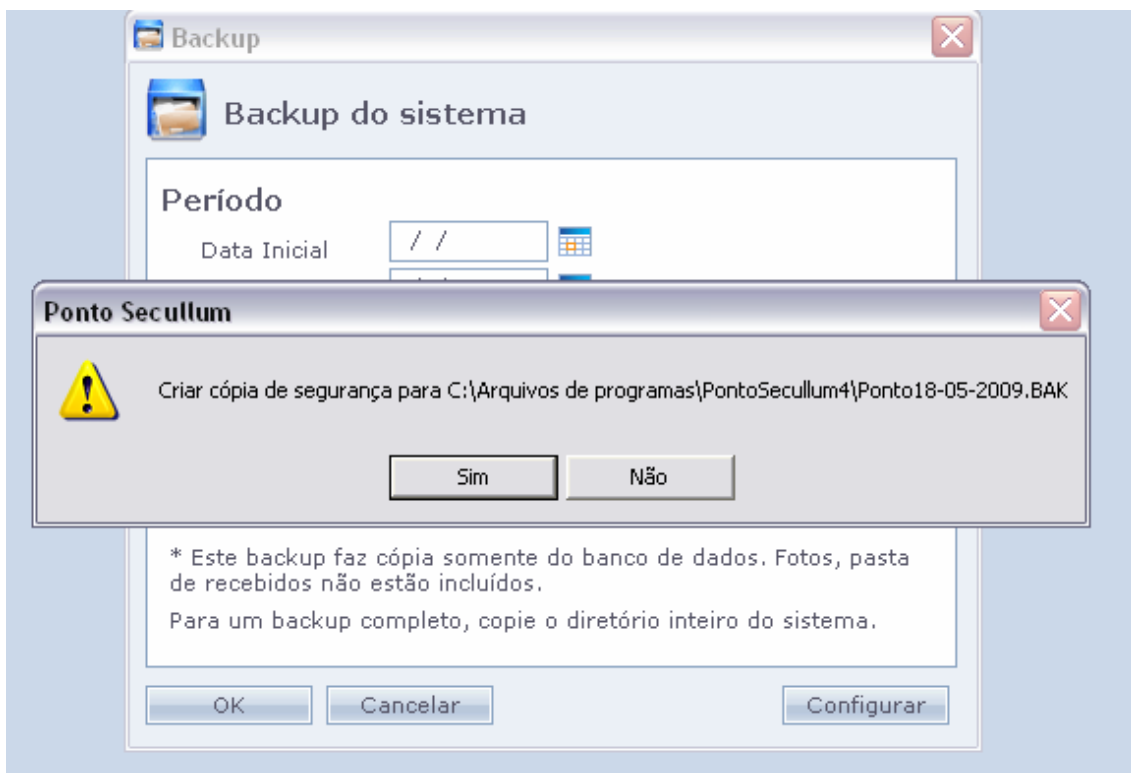 Backup
Backup do sistema
Período
Data Inicial / /
Ponto Secullum
Criar cópia de segurança para C:\Arquivos de programas\PontoSecullum4\Ponto18-05-2009.BAK
Sim Não
* Este backup faz cópia somente do banco de dados. Fotos, pasta
de recebidos não estão incluídos.
Para um backup completo, copie o diretório inteiro do sistema.
OK Cancelar Configurar